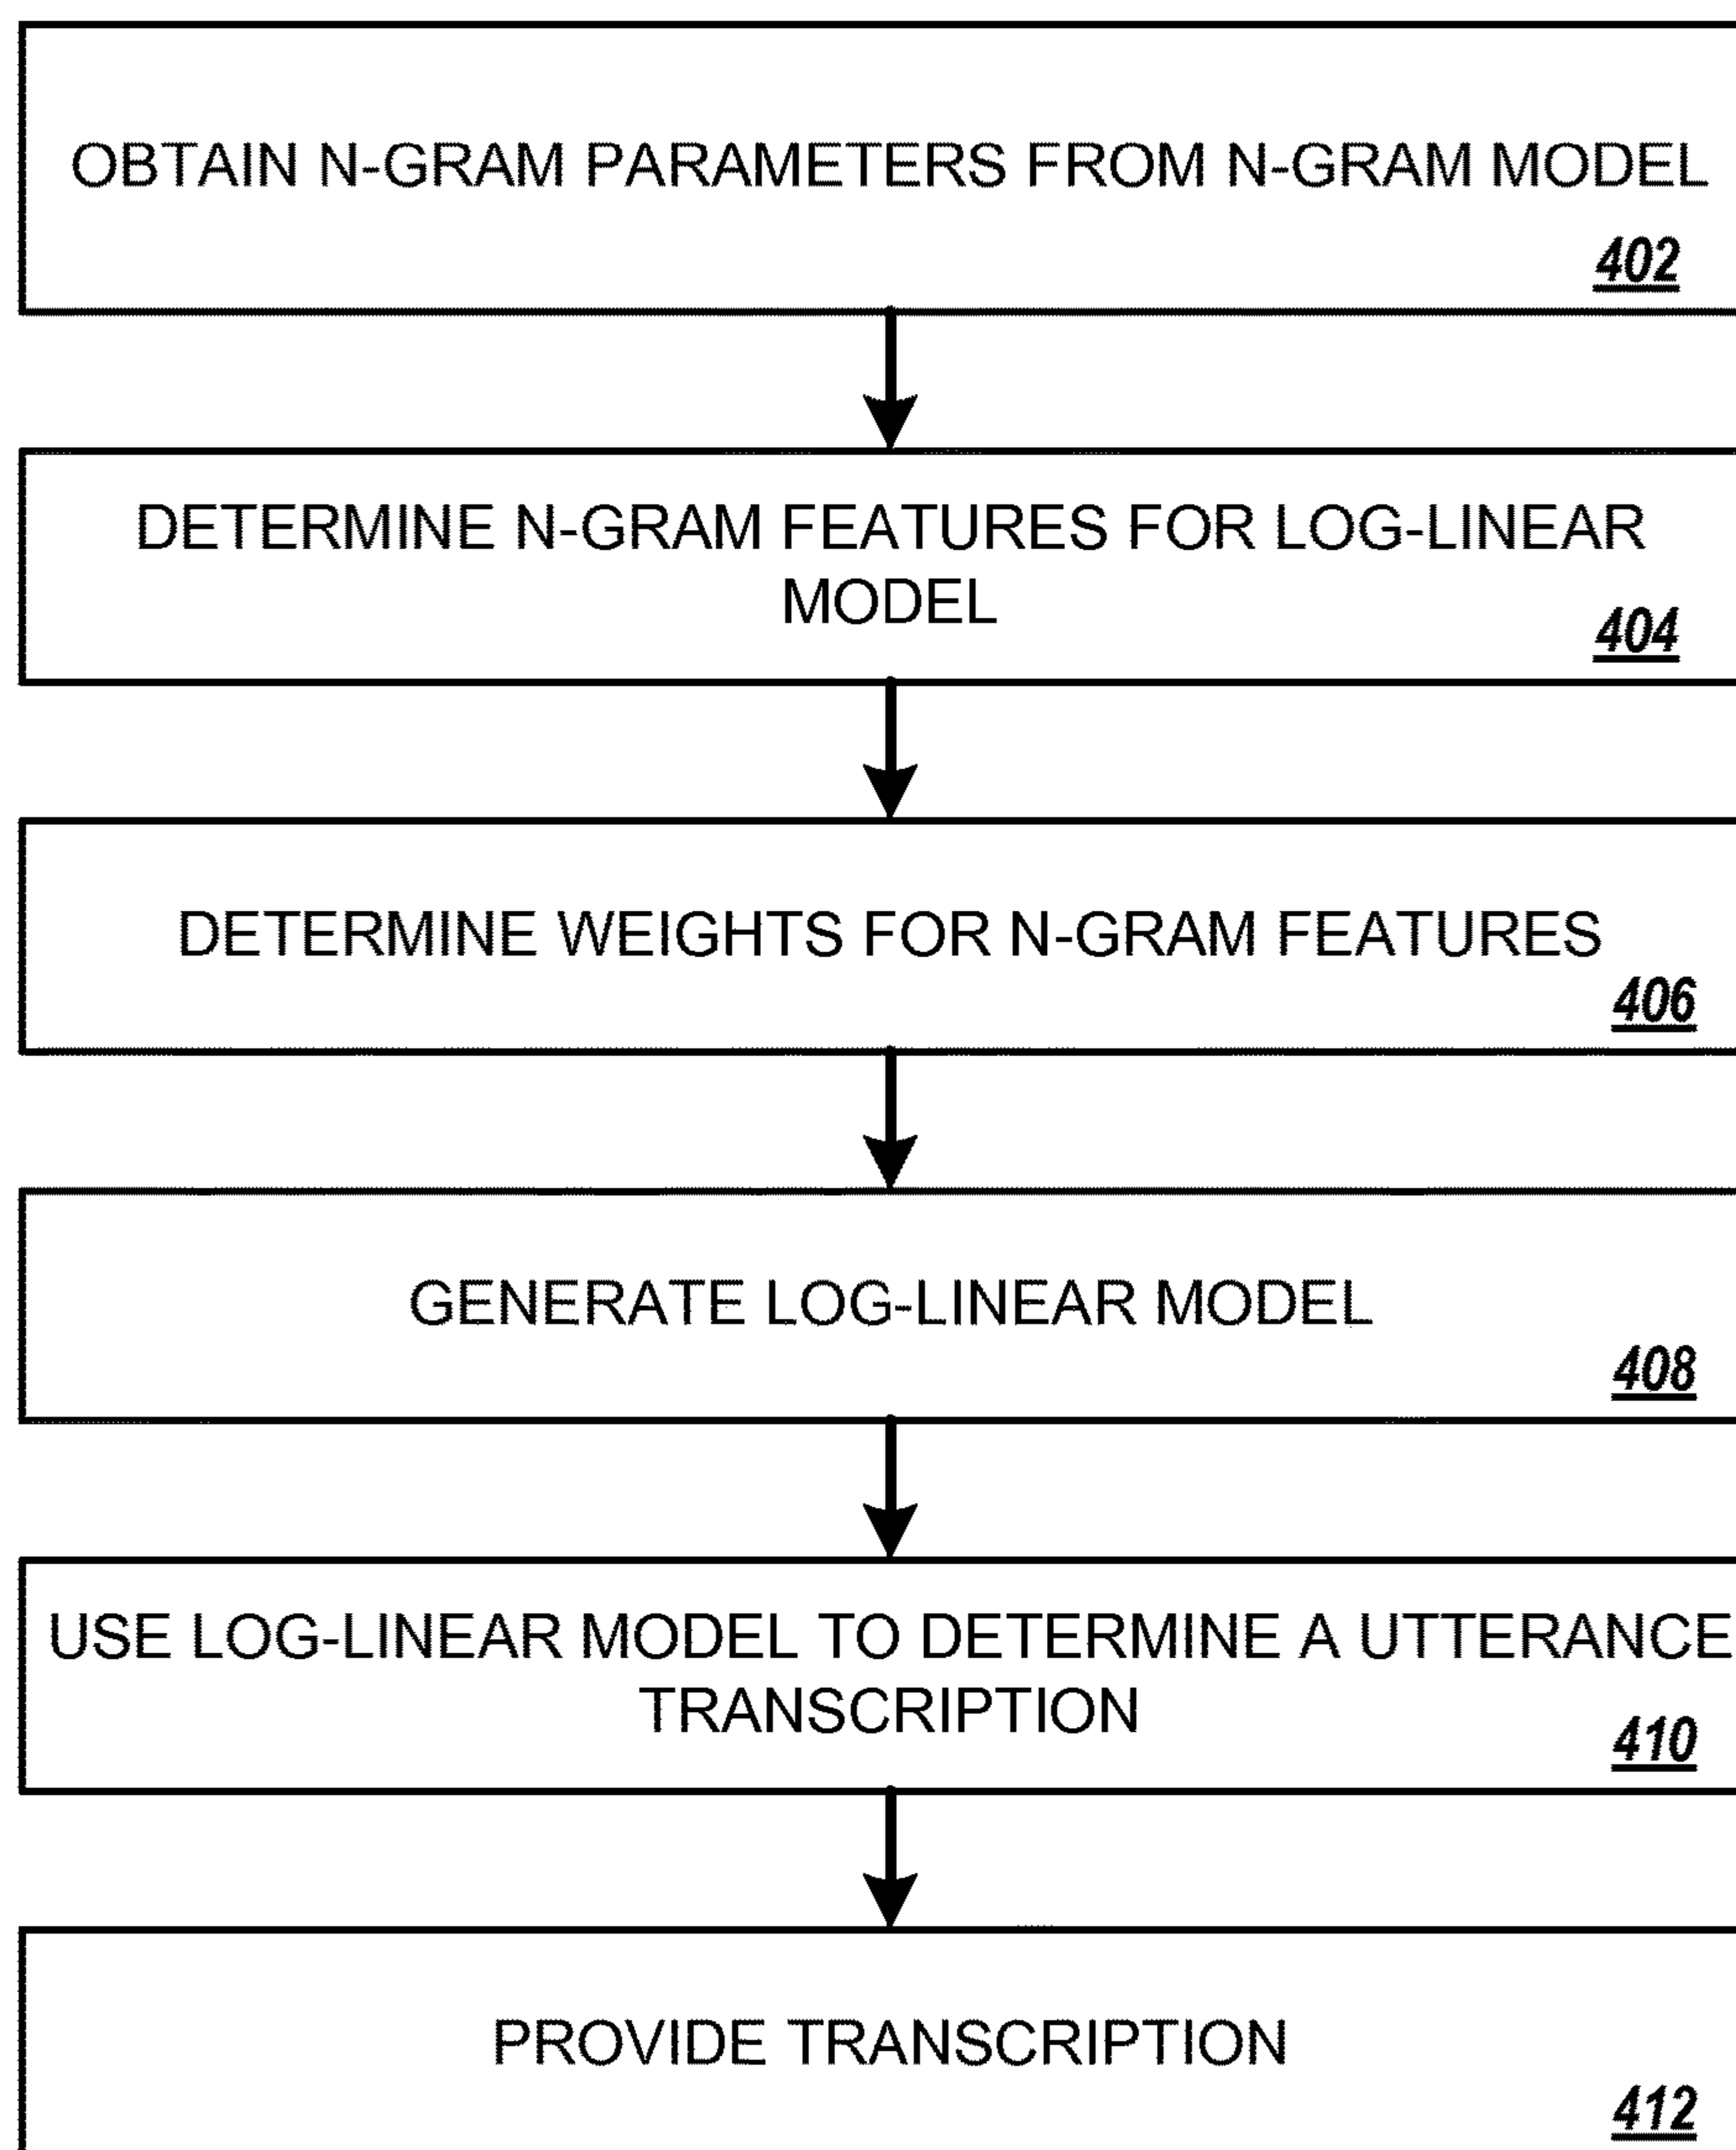 OBTAIN N-GRAM PARAMETERS FROM N-GRAM MODEL
402
DETERMINE N-GRAM FEATURES FOR LOG-LINEAR
MODEL
404
DETERMINE WEIGHTS FOR N-GRAM FEATURES
406
GENERATE LOG-LINEAR MODEL
408
USE LOG-LINEAR MODEL TO DETERMINE A UTTERANCE
TRANSCRIPTION
410
PROVIDE TRANSCRIPTION
412